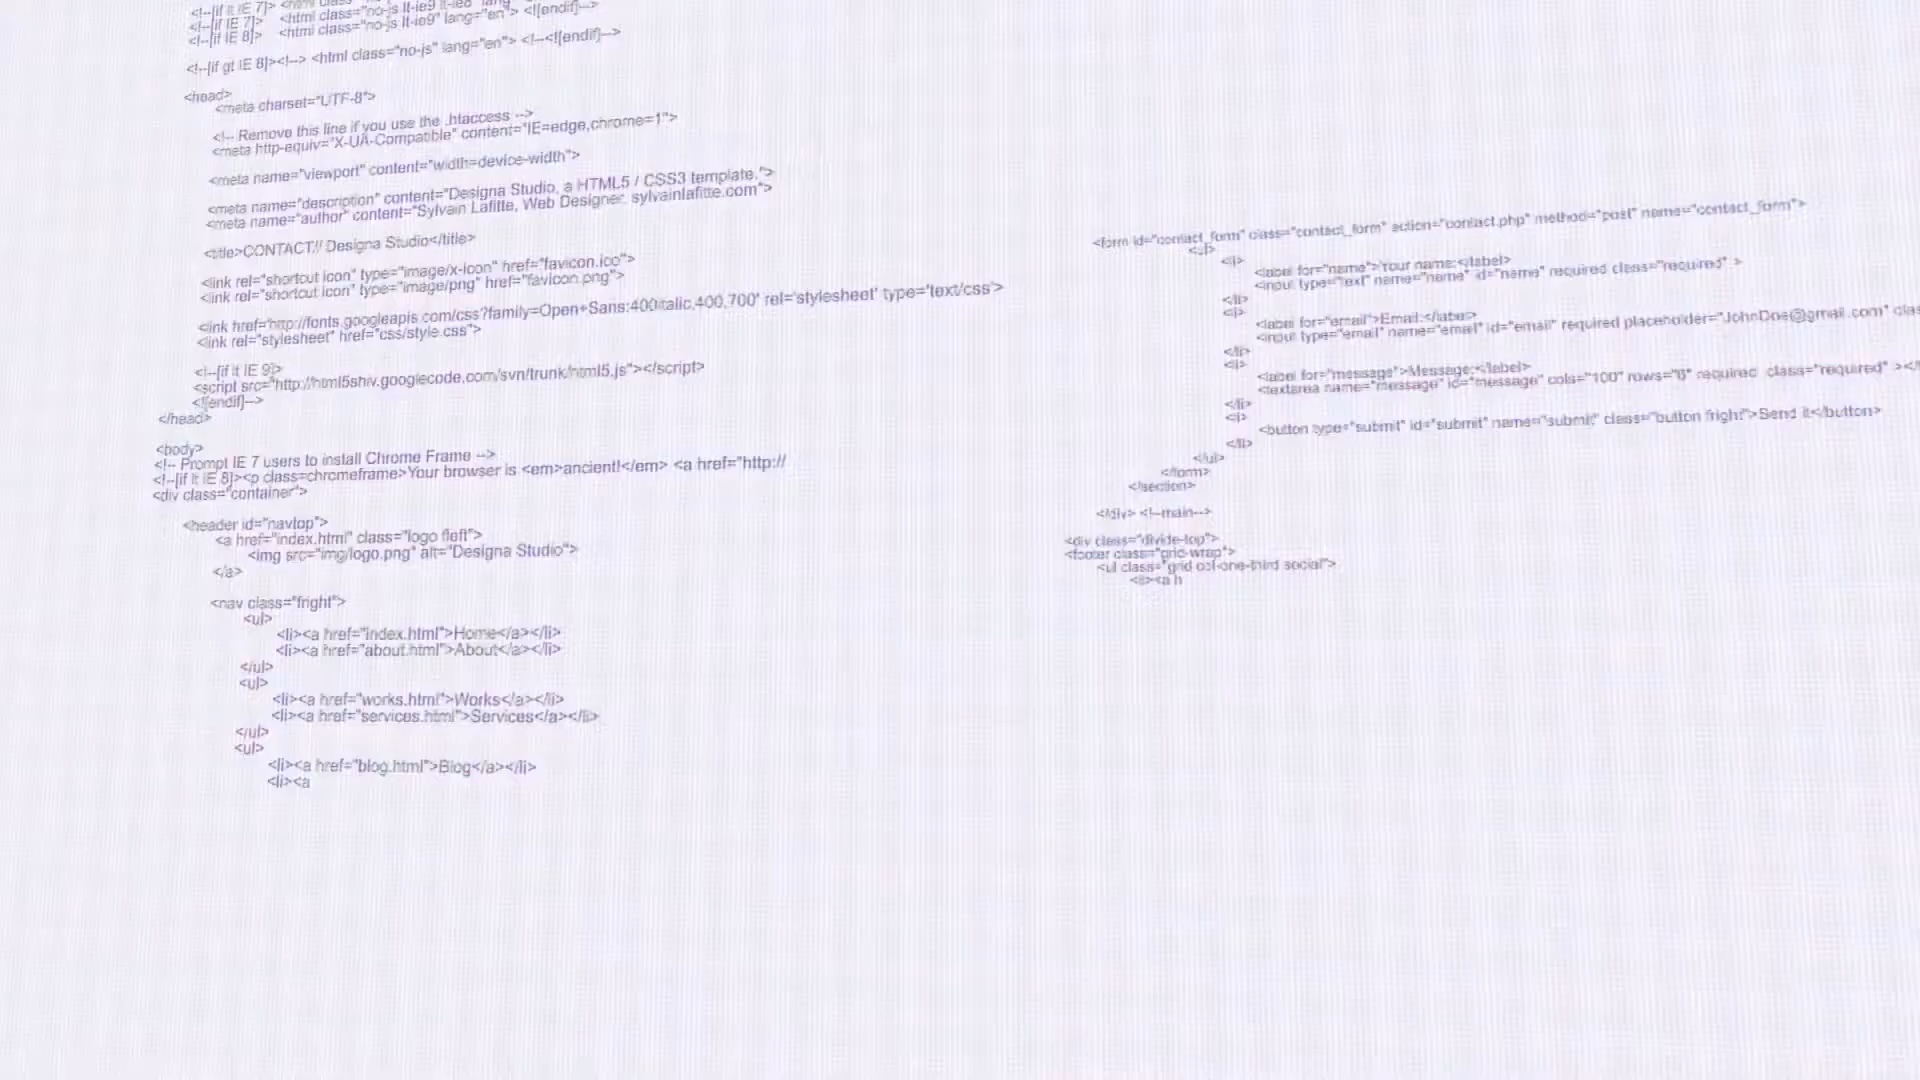 <!--[if lt IE 7]> <html class="no-js lt-ie9 lt-ie8
<!--[if IE 7]> <html class="no-js lt-ie9 lt-ie8" lang=
<!--[if IE 8]> <html class="no-js lt-ie9" lang="en"> <![endif]-->
<!--[if gt IE 8]><!--> <html class="no-js" lang="en"> <!--<![endif]-->
<head>
<meta charset="UTF-8">
<!-- Remove this line if you use the .htaccess -->
<meta http-equiv="X-UA-Compatible" content="IE=edge,chrome=1">
<meta name="viewport" content="width=device-width">
<meta name="description" content="Designa Studio, a HTML5 / CSS3 template.">
<meta name="author" content="Sylvain Lafitte, Web Designer, sylvainlafitte.com">
<title>CONTACT// Designa Studio</title>
<link rel="shortcut icon" type="image/x-icon" href="favicon.ico">
<link rel="shortcut icon" type="image/png" href="favicon.png">
<link href='http://fonts.googleapis.com/css?family=Open+Sans:400italic,400,700' rel='stylesheet' type='text/css'>
<link rel="stylesheet" href="css/style.css">
<!--[if lt IE 9]>
<script src="http://html5shiv.googlecode.com/svn/trunk/html5.js"></script>
<![endif]-->
</head>
<body>
<!-- Prompt IE 7 users to install Chrome Frame -->
<!--[if lt IE 8]><p class=chromeframe>Your browser is <em>ancient!</em> <a href="http://
<div class="container">
<header id="navtop">
<a href="index.html" class="logo fleft">
<img src="img/logo.png" alt="Designa Studio">
</a>
<nav class="fright">
<ul>
<li><a href="index.html">Home</a></li>
<li><a href="about.html">About</a></li>
</ul>
<ul>
<li><a href="works.html">Works</a></li>
<li><a href="services.html">Services</a></li>
</ul>
<ul>
<li><a href="blog.html">Blog</a></li>
<li><a
<form id="contact_form" class="contact_form" action="contact.php" method="post" name="contact_form">
<ul>
<li>
<label for="name">Your name:</label>
<input type="text" name="name" id="name" required class="required" >
</li>
<li>
<label for="email">Email:</label>
<input type="email" name="email" id="email" required placeholder="JohnDoe@gmail.com" clas
</li>
<li>
<label for="message">Message:</label>
<textarea name="message" id="message" cols="100" rows="6" required class="required" ></
</li>
<li>
<button type="submit" id="submit" name="submit" class="button fright">Send it</button>
</li>
</ul>
</form>
</section>
</div> <!--main-->
<div class="divide-top">
<footer class="grid-wrap">
<ul class="grid col-one-third social">
<li><a h